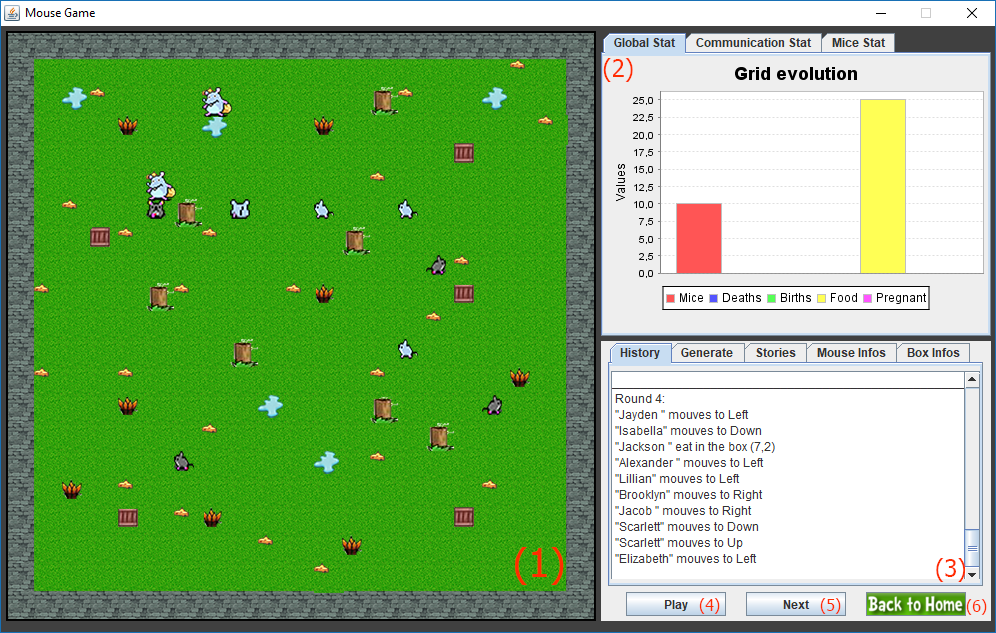 Mouse Game
Global Stat Communication Stat Mice Stat
(2)
Grid evolution
25,0
22,5
20,0
17,5
15,0
12,5
10,0
7,5
5,0
2,5
0,0
Values
Mice Deaths Births Food Pregnant
History Generate Stories Mouse Infos Box Infos
Round 4:
"Jayden " mouves to Left
"Isabella" mouves to Down
"Jackson " eat in the box (7,2)
"Alexander " mouves to Left
"Lillian" mouves to Left
"Brooklyn" mouves to Right
"Jacob " mouves to Right
"Scarlett" mouves to Down
"Scarlett" mouves to Up
"Elizabeth" mouves to Left
(1)
(3)
Play (4) Next (5) Back to Home (6)